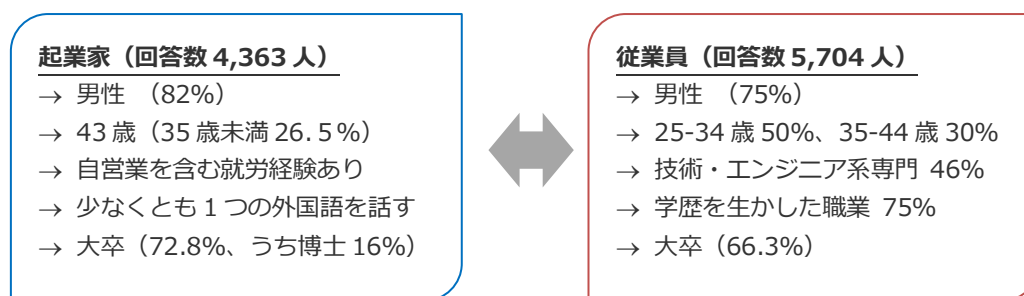 起業家（回答数 4,363 人）
→ 男性 （82%）
→ 43 歳（35 歳未満 26.５%）
→ 自営業を含む就労経験あり
→ 少なくとも１つの外国語を話す
→ 大卒（72.8%、うち博士 16%）
従業員（回答数 5,704 人）
→ 男性 （75%）
→ 25-34 歳 50%、35-44 歳 30%
→ 技術・エンジニア系専門 46%
→ 学歴を生かした職業 75%
→ 大卒（66.3%）